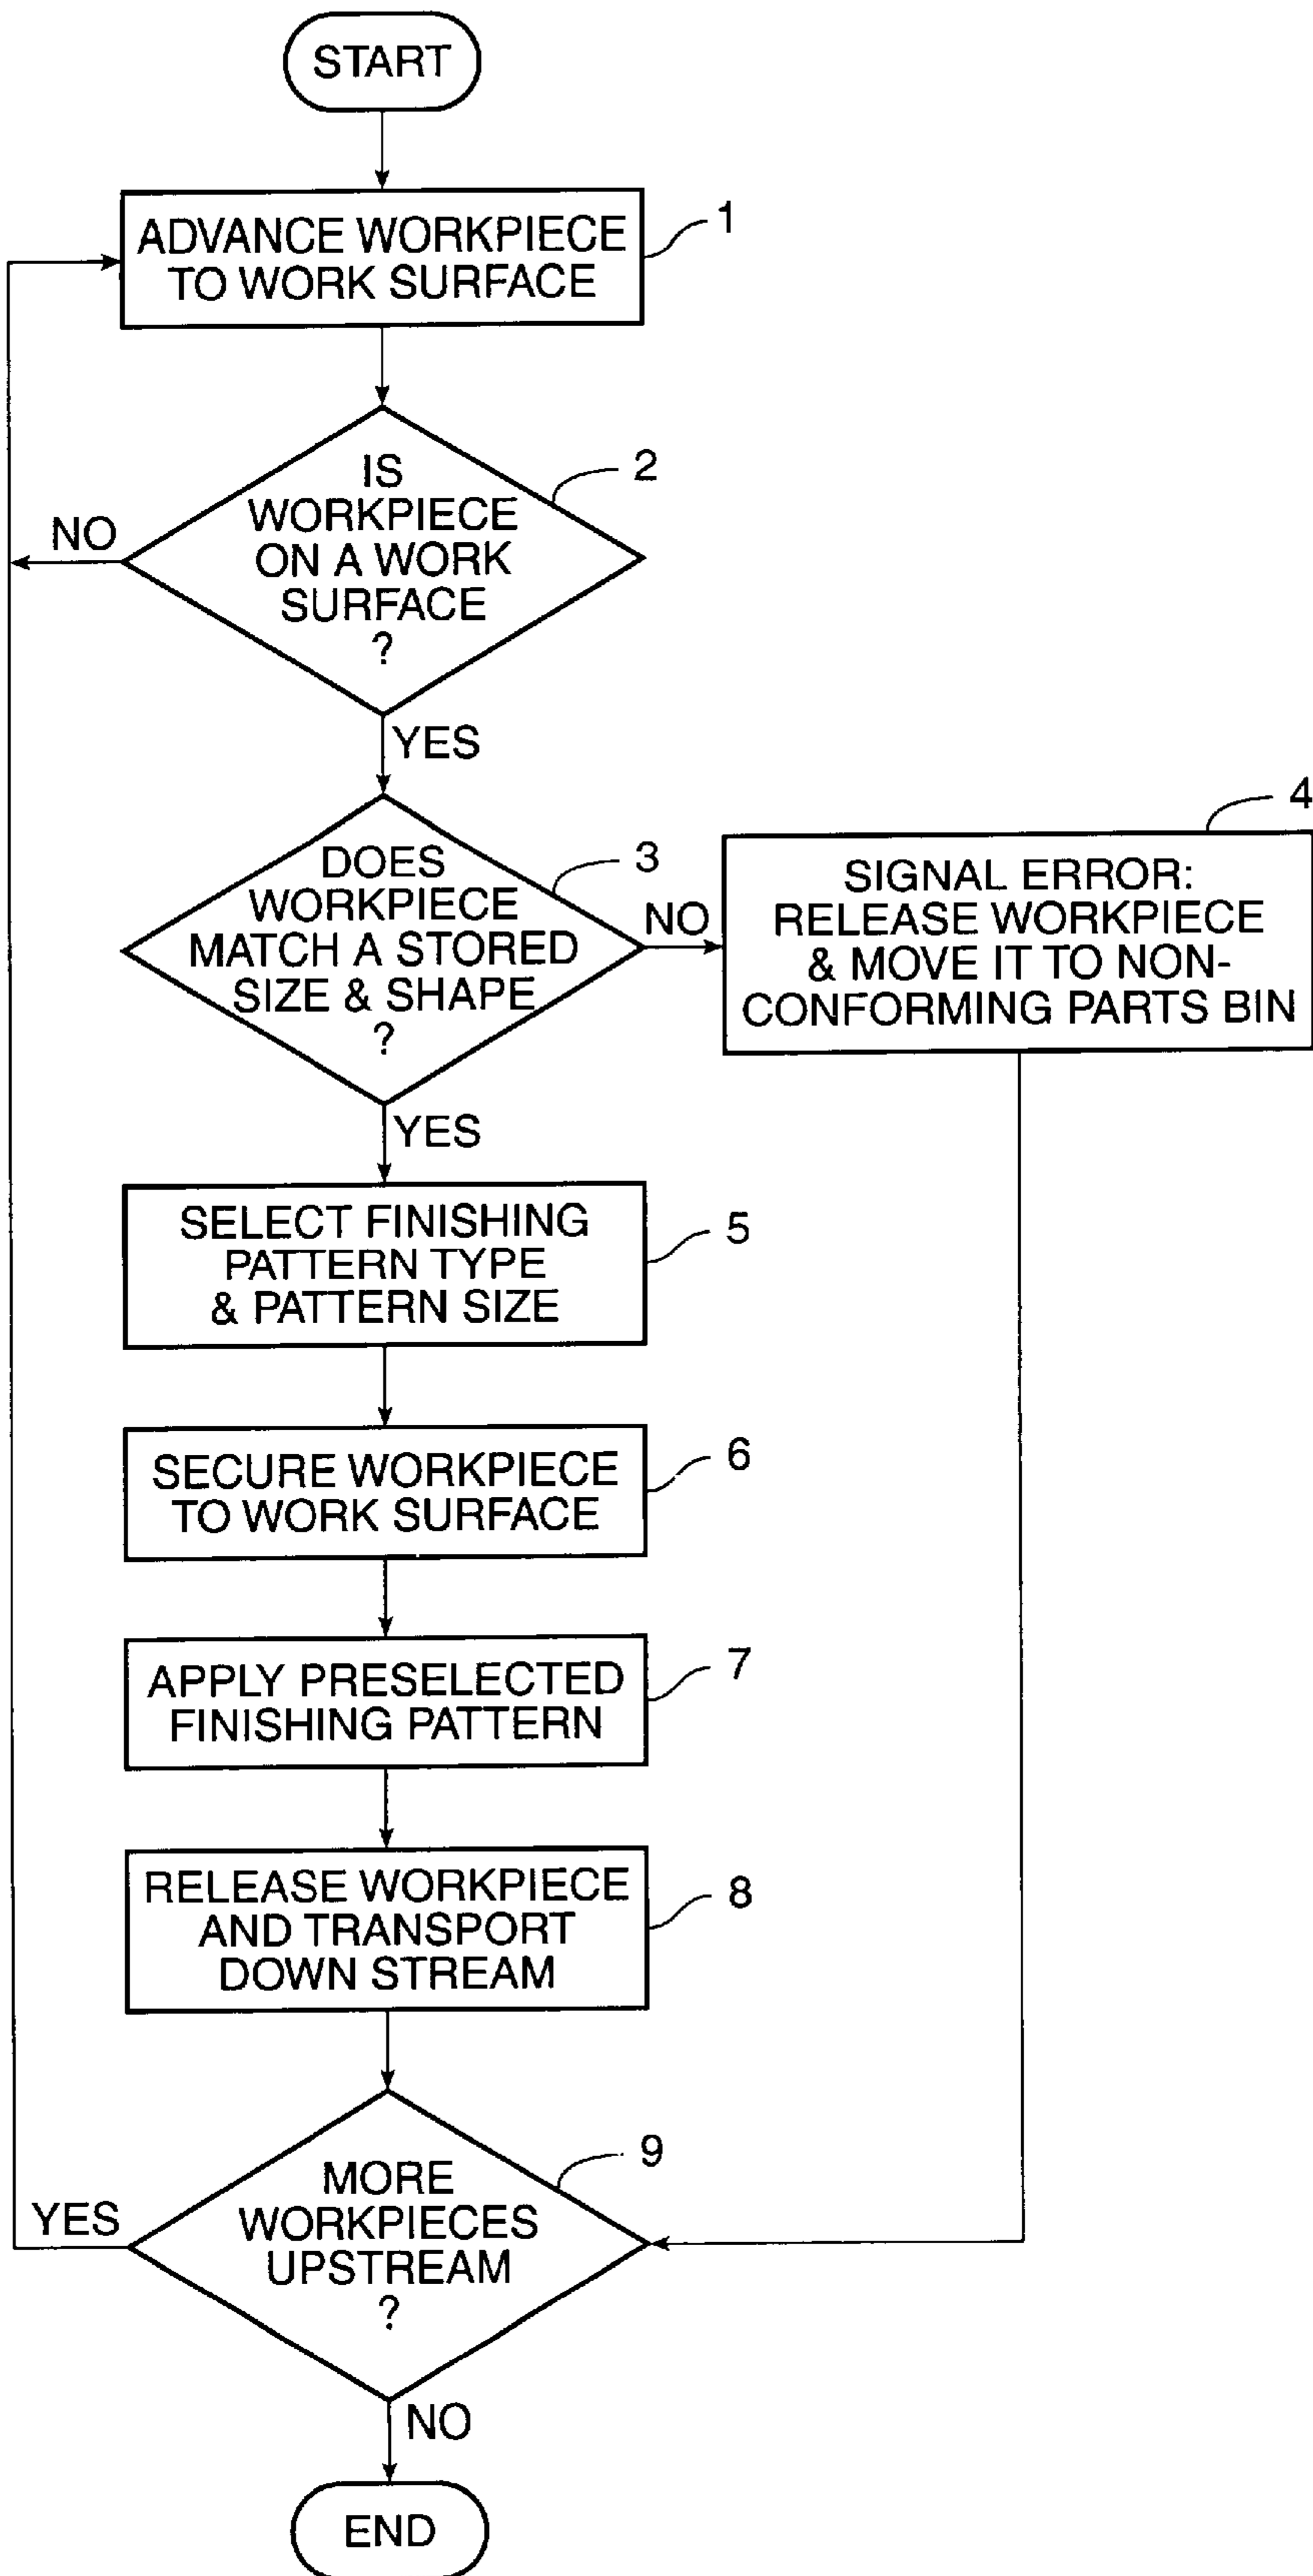 START
ADVANCE WORKPIECE
TO WORK SURFACE
1
IS
WORKPIECE
ON A WORK
SURFACE
?
2
NO
YES
DOES
WORKPIECE
MATCH A STORED
SIZE & SHAPE
?
3
NO
4
SIGNAL ERROR:
RELEASE WORKPIECE
& MOVE IT TO NON-
CONFORMING PARTS BIN
YES
SELECT FINISHING
PATTERN TYPE
& PATTERN SIZE
5
SECURE WORKPIECE
TO WORK SURFACE
6
APPLY PRESELECTED
FINISHING PATTERN
7
RELEASE WORKPIECE
AND TRANSPORT
DOWN STREAM
8
MORE
WORKPIECES
UPSTREAM
?
9
YES
NO
END